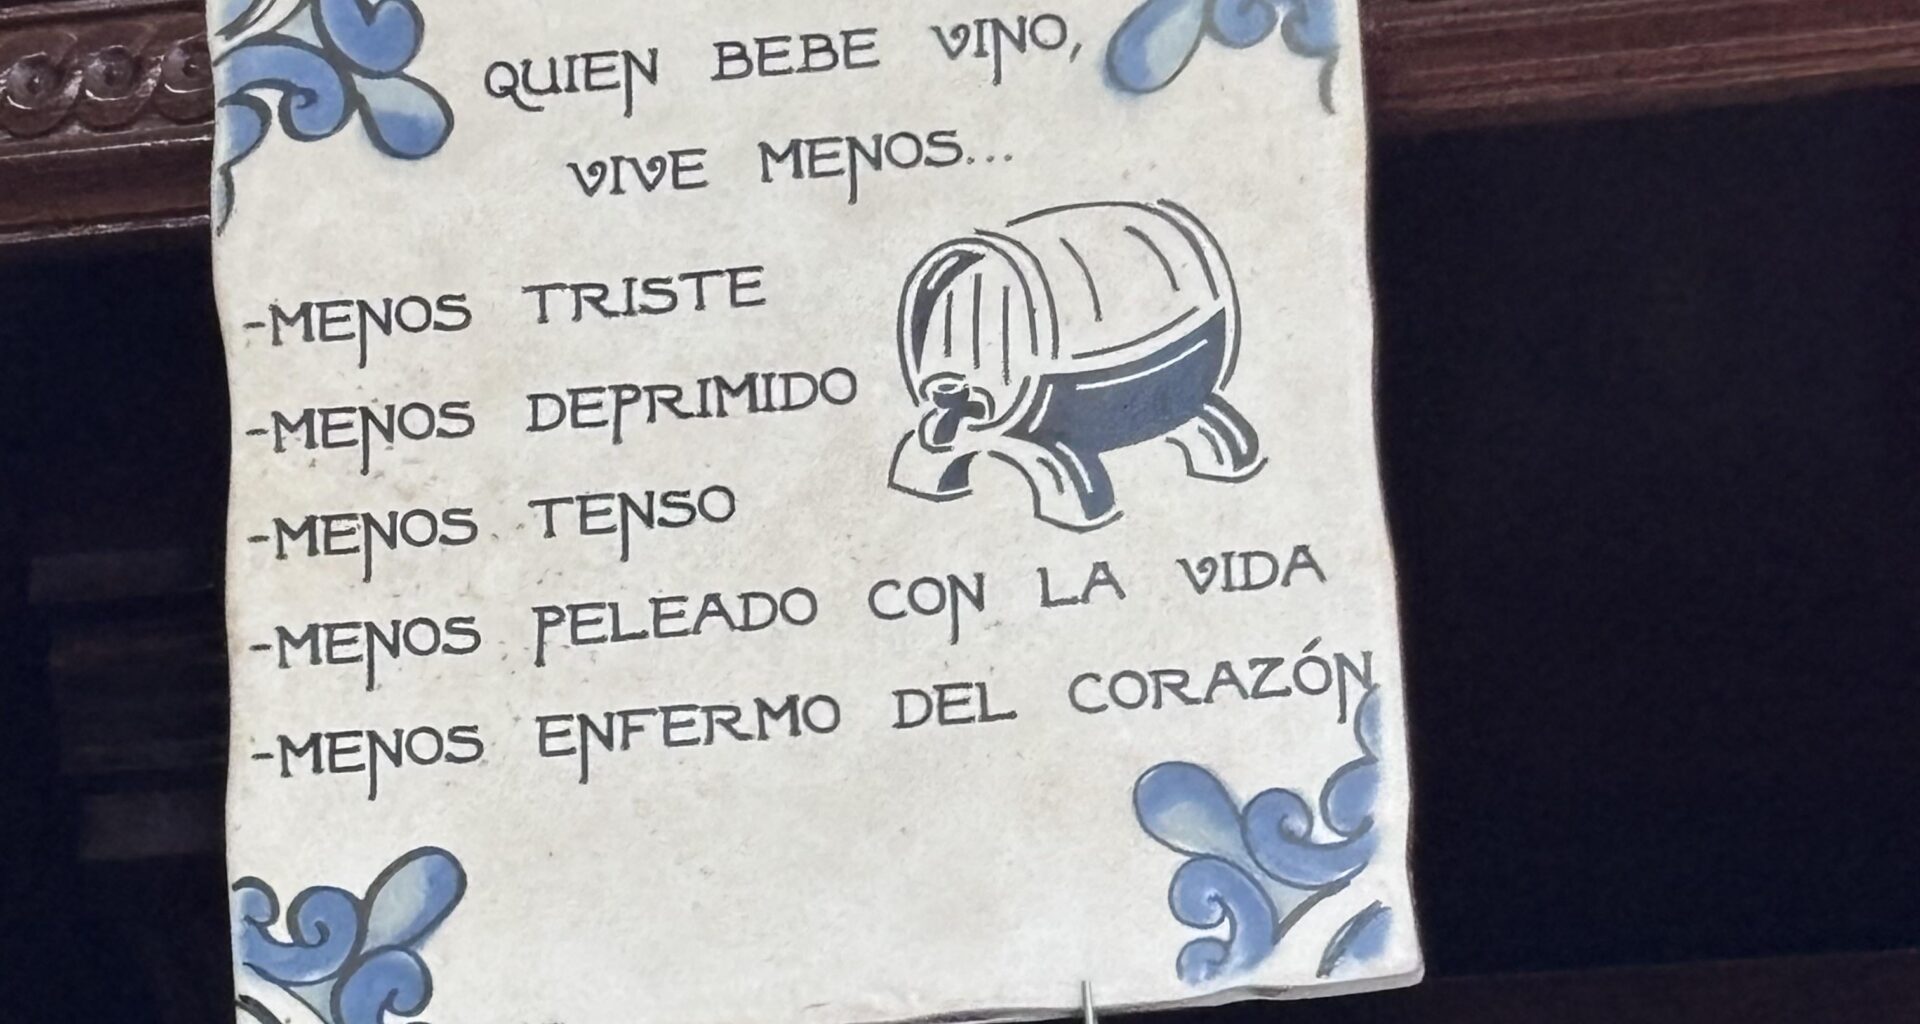 QUIEN BEBE VINO,
VIVE MENOS...
-MENOS TRISTE
-MENOS DEPRIMIDO
-MENOS TENSO
-MENOS PELEADO CON LA VIDA
-MENOS ENFERMO DEL CORAZÓN